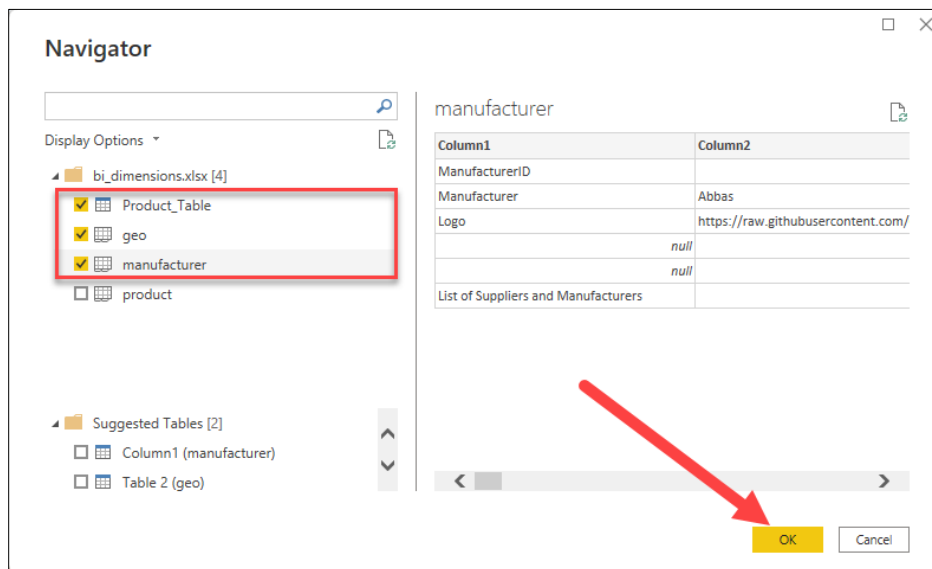 Navigator
Display Options
bi_dimensions.xlsx [4]
Product_Table
geo
manufacturer
product
Suggested Tables [2]
Column1 (manufacturer)
Table 2 (geo)
manufacturer
Column1 Column2
ManufacturerID
Manufacturer Abbas
Logo https://raw.githubusercontent.com/
null
null
List of Suppliers and Manufacturers
OK Cancel